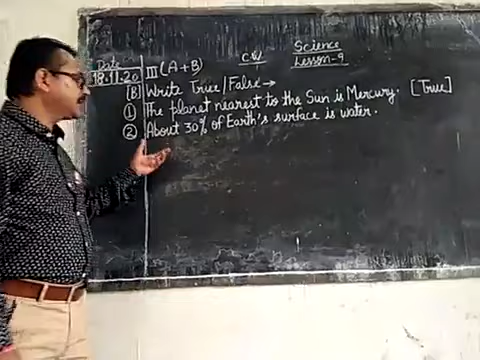 Date
18.11.20
III (A+B)
CW
Science
Lesson-9
[B] Write True/False→
① The planet nearest to the Sun is Mercury. [True]
② About 30% of Earth's surface is water.